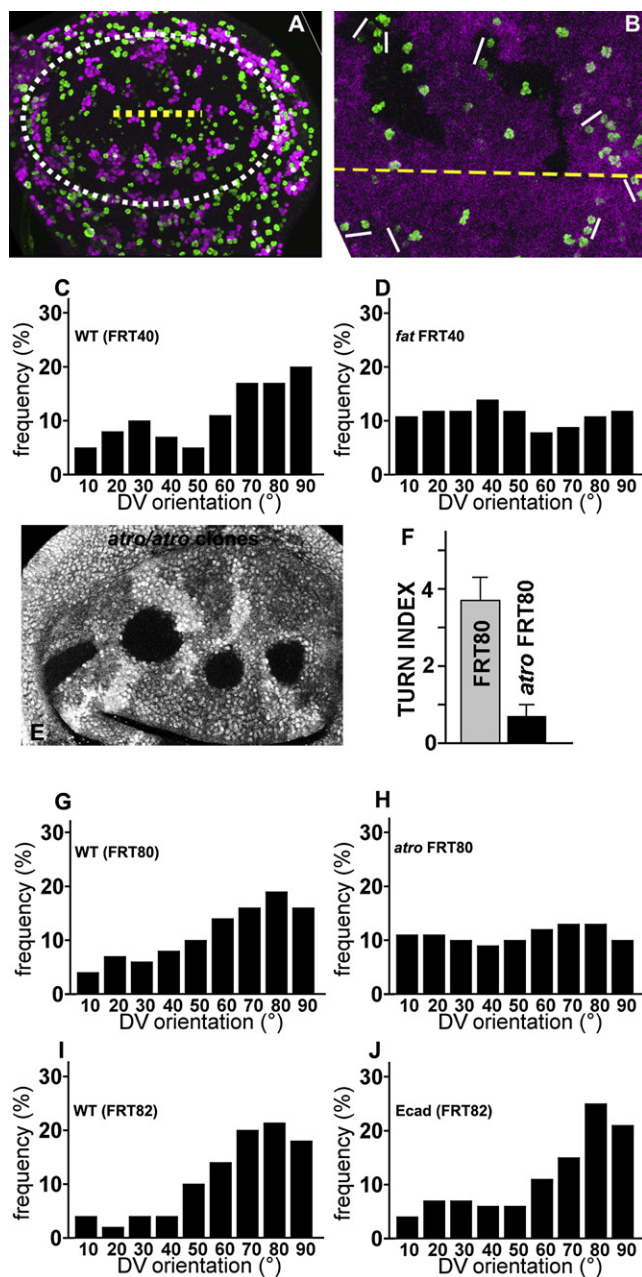 A
B
C
WT (FRT40)
frequency (%)
30
20
10
0
10 20 30 40 50 60 70 80 90
DV orientation (°)
D
fat FRT40
frequency (%)
30
20
10
0
10 20 30 40 50 60 70 80 90
DV orientation (°)
atro/atro clones
E
F
TURN INDEX
4
2
0
FRT80
atro FRT80
G
WT (FRT80)
frequency (%)
30
20
10
0
10 20 30 40 50 60 70 80 90
DV orientation (°)
H
atro FRT80
frequency (%)
30
20
10
0
10 20 30 40 50 60 70 80 90
DV orientation (°)
I
WT (FRT82)
frequency (%)
30
20
10
0
10 20 30 40 50 60 70 80 90
DV orientation (°)
J
Ecad (FRT82)
frequency (%)
30
20
10
0
10 20 30 40 50 60 70 80 90
DV orientation (°)